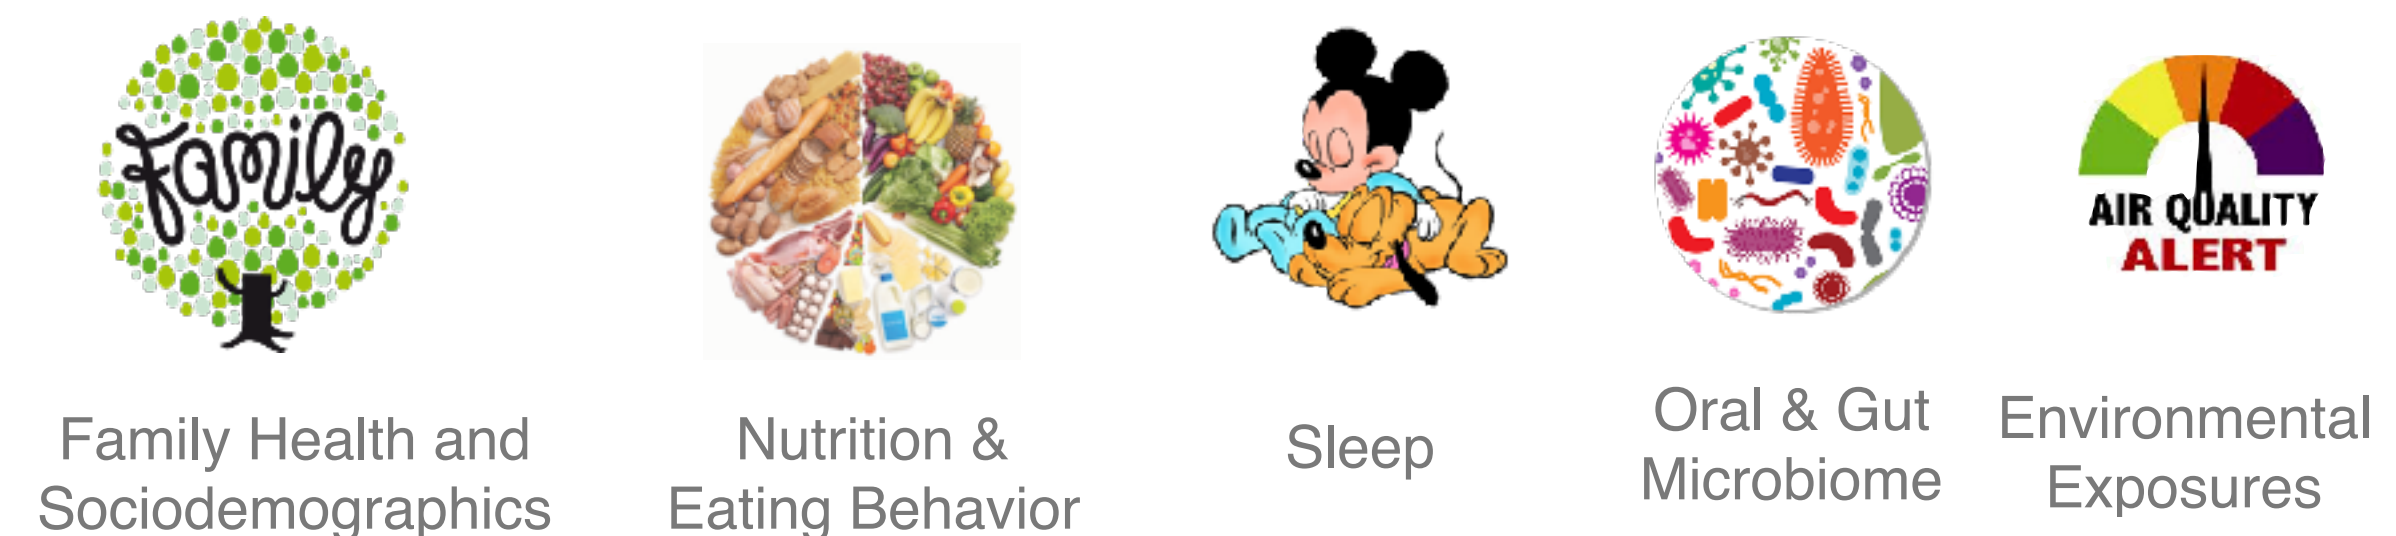 Family
AIR QUALITY
ALERT
Family Health and
Sociodemographics
Nutrition &
Eating Behavior
Sleep
Oral & Gut
Microbiome
Environmental
Exposures